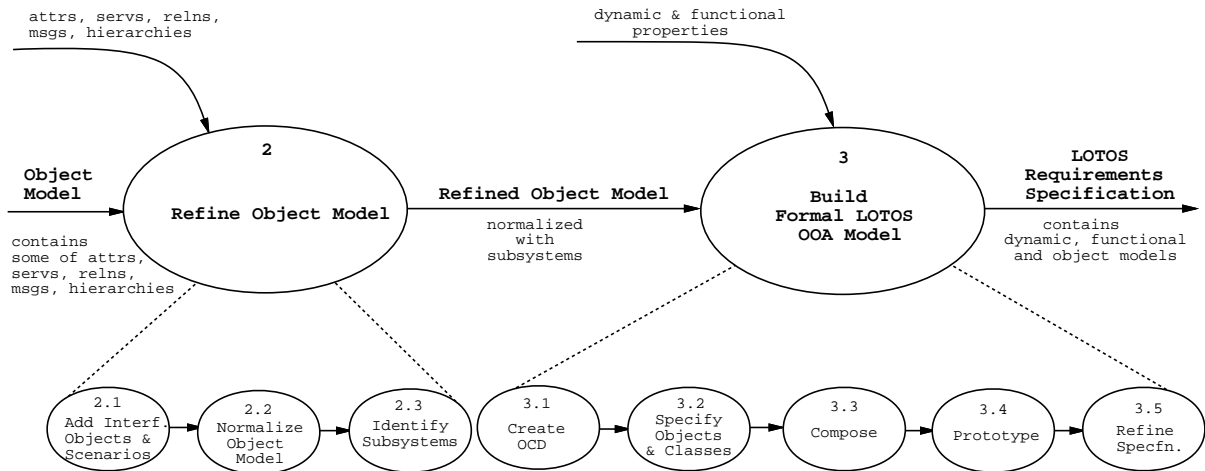 attrs, servs, relns,
msgs, hierarchies
dynamic & functional
properties
2
Refine Object Model
3
Build
Formal LOTOS
OOA Model
Object
Model
contains
some of attrs,
servs, relns,
msgs, hierarchies
Refined Object Model
normalized
with
subsystems
LOTOS
Requirements
Specification
contains
dynamic, functional
and object models
2.1
Add Interf.
Objects &
Scenarios
2.2
Normalize
Object
Model
2.3
Identify
Subsystems
3.1
Create
OCD
3.2
Specify
Objects
& Classes
3.3
Compose
3.4
Prototype
3.5
Refine
Specfn.